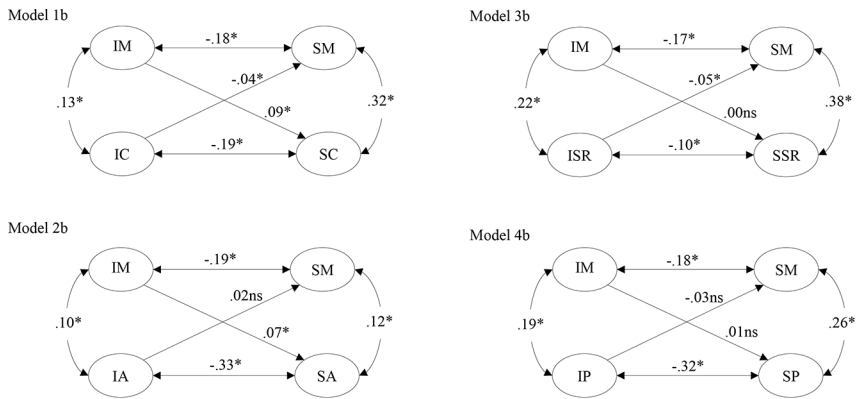 Model 1b
IM
-.18*
SM
-.04*
.13*
.32*
.09*
IC
-.19*
SC
Model 3b
IM
-.17*
SM
-.05*
.22*
.38*
.00ns
ISR
-.10*
SSR
Model 2b
IM
-.19*
SM
.02ns
.10*
.12*
.07*
IA
-.33*
SA
Model 4b
IM
-.18*
SM
-.03ns
.19*
.26*
.01ns
IP
-.32*
SP